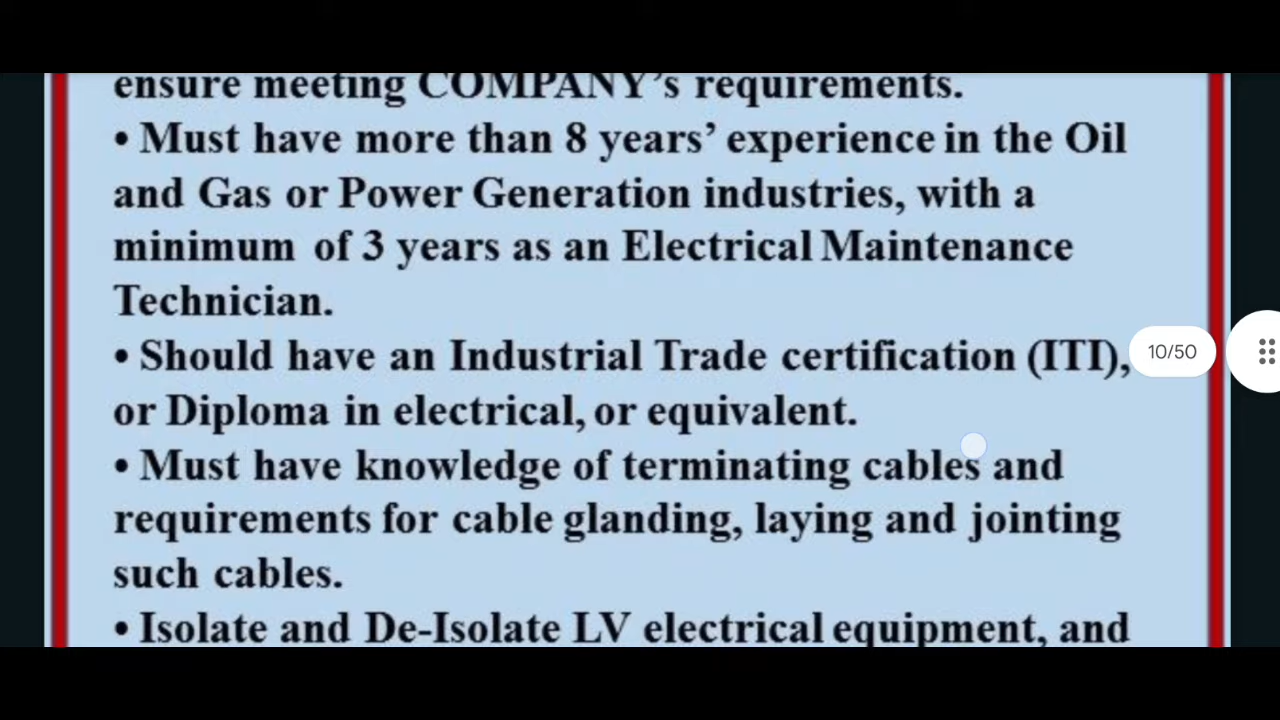 ensure meeting COMPANY’s requirements.
• Must have more than 8 years’ experience in the Oil
and Gas or Power Generation industries, with a
minimum of 3 years as an Electrical Maintenance
Technician.
• Should have an Industrial Trade certification (ITI),
10/50
or Diploma in electrical, or equivalent.
• Must have knowledge of terminating cables and
requirements for cable glanding, laying and jointing
such cables.
• Isolate and De-Isolate LV electrical equipment, and